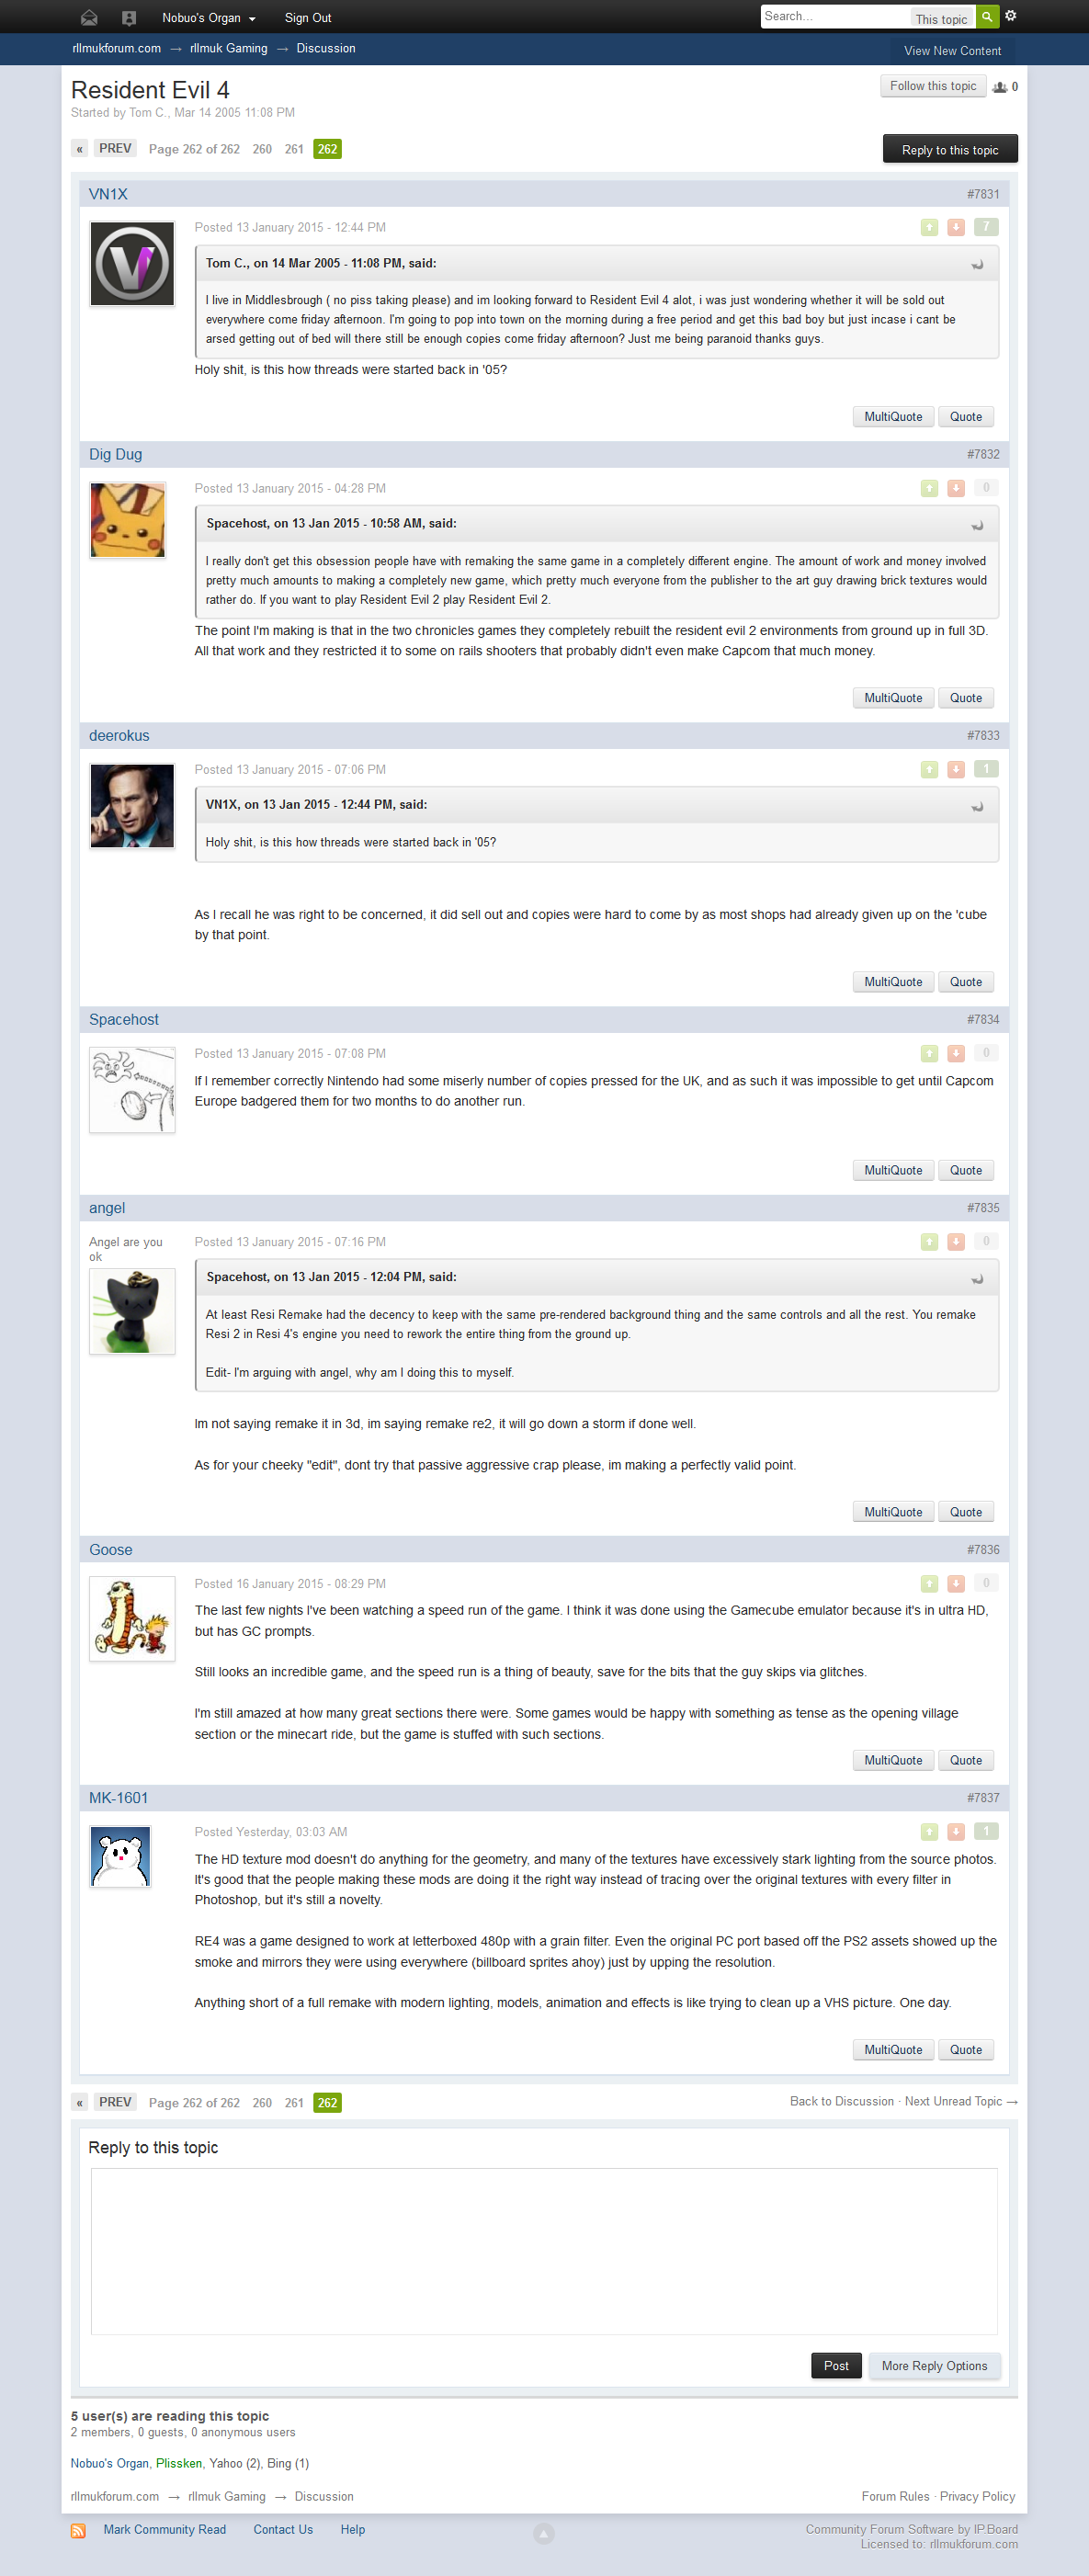 Nobuo's Organ Sign Out
Search... This topic
rllmukforum.com → rllmuk Gaming → Discussion
View New Content
Resident Evil 4
Started by Tom C., Mar 14 2005 11:08 PM
Follow this topic 0
« PREV Page 262 of 262 260 261 262
Reply to this topic
VN1X #7831
Posted 13 January 2015 - 12:44 PM 7
Tom C., on 14 Mar 2005 - 11:08 PM, said:
I live in Middlesbrough ( no piss taking please) and im looking forward to Resident Evil 4 alot, i was just wondering whether it will be sold out
everywhere come friday afternoon. I'm going to pop into town on the morning during a free period and get this bad boy but just incase i cant be
arsed getting out of bed will there still be enough copies come friday afternoon? Just me being paranoid thanks guys.
Holy shit, is this how threads were started back in '05?
MultiQuote Quote
Dig Dug #7832
Posted 13 January 2015 - 04:28 PM 0
Spacehost, on 13 Jan 2015 - 10:58 AM, said:
I really don't get this obsession people have with remaking the same game in a completely different engine. The amount of work and money involved
pretty much amounts to making a completely new game, which pretty much everyone from the publisher to the art guy drawing brick textures would
rather do. If you want to play Resident Evil 2 play Resident Evil 2.
The point I'm making is that in the two chronicles games they completely rebuilt the resident evil 2 environments from ground up in full 3D.
All that work and they restricted it to some on rails shooters that probably didn't even make Capcom that much money.
MultiQuote Quote
deerokus #7833
Posted 13 January 2015 - 07:06 PM 1
VN1X, on 13 Jan 2015 - 12:44 PM, said:
Holy shit, is this how threads were started back in '05?
As I recall he was right to be concerned, it did sell out and copies were hard to come by as most shops had already given up on the 'cube
by that point.
MultiQuote Quote
Spacehost #7834
Posted 13 January 2015 - 07:08 PM 0
If I remember correctly Nintendo had some miserly number of copies pressed for the UK, and as such it was impossible to get until Capcom
Europe badgered them for two months to do another run.
MultiQuote Quote
angel #7835
Angel are you
ok
Posted 13 January 2015 - 07:16 PM 0
Spacehost, on 13 Jan 2015 - 12:04 PM, said:
At least Resi Remake had the decency to keep with the same pre-rendered background thing and the same controls and all the rest. You remake
Resi 2 in Resi 4's engine you need to rework the entire thing from the ground up.
Edit- I'm arguing with angel, why am I doing this to myself.
Im not saying remake it in 3d, im saying remake re2, it will go down a storm if done well.
As for your cheeky "edit", dont try that passive aggressive crap please, im making a perfectly valid point.
MultiQuote Quote
Goose #7836
Posted 16 January 2015 - 08:29 PM 0
The last few nights I've been watching a speed run of the game. I think it was done using the Gamecube emulator because it's in ultra HD,
but has GC prompts.
Still looks an incredible game, and the speed run is a thing of beauty, save for the bits that the guy skips via glitches.
I'm still amazed at how many great sections there were. Some games would be happy with something as tense as the opening village
section or the minecart ride, but the game is stuffed with such sections.
MultiQuote Quote
MK-1601 #7837
Posted Yesterday, 03:03 AM 1
The HD texture mod doesn't do anything for the geometry, and many of the textures have excessively stark lighting from the source photos.
It's good that the people making these mods are doing it the right way instead of tracing over the original textures with every filter in
Photoshop, but it's still a novelty.
RE4 was a game designed to work at letterboxed 480p with a grain filter. Even the original PC port based off the PS2 assets showed up the
smoke and mirrors they were using everywhere (billboard sprites ahoy) just by upping the resolution.
Anything short of a full remake with modern lighting, models, animation and effects is like trying to clean up a VHS picture. One day.
MultiQuote Quote
« PREV Page 262 of 262 260 261 262
Back to Discussion · Next Unread Topic →
Reply to this topic
Post More Reply Options
5 user(s) are reading this topic
2 members, 0 guests, 0 anonymous users
Nobuo's Organ, Plissken, Yahoo (2), Bing (1)
rllmukforum.com → rllmuk Gaming → Discussion
Forum Rules · Privacy Policy
Mark Community Read Contact Us Help
Community Forum Software by IP.Board
Licensed to: rllmukforum.com